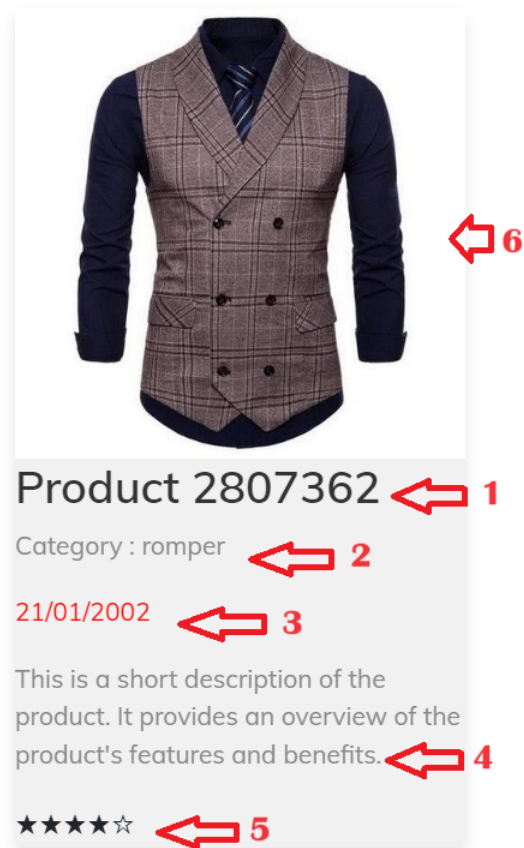 6
Product 2807362 1
Category : romper 2
21/01/2002 3
This is a short description of the
product. It provides an overview of the
product's features and benefits. 4
★★★★☆ 5